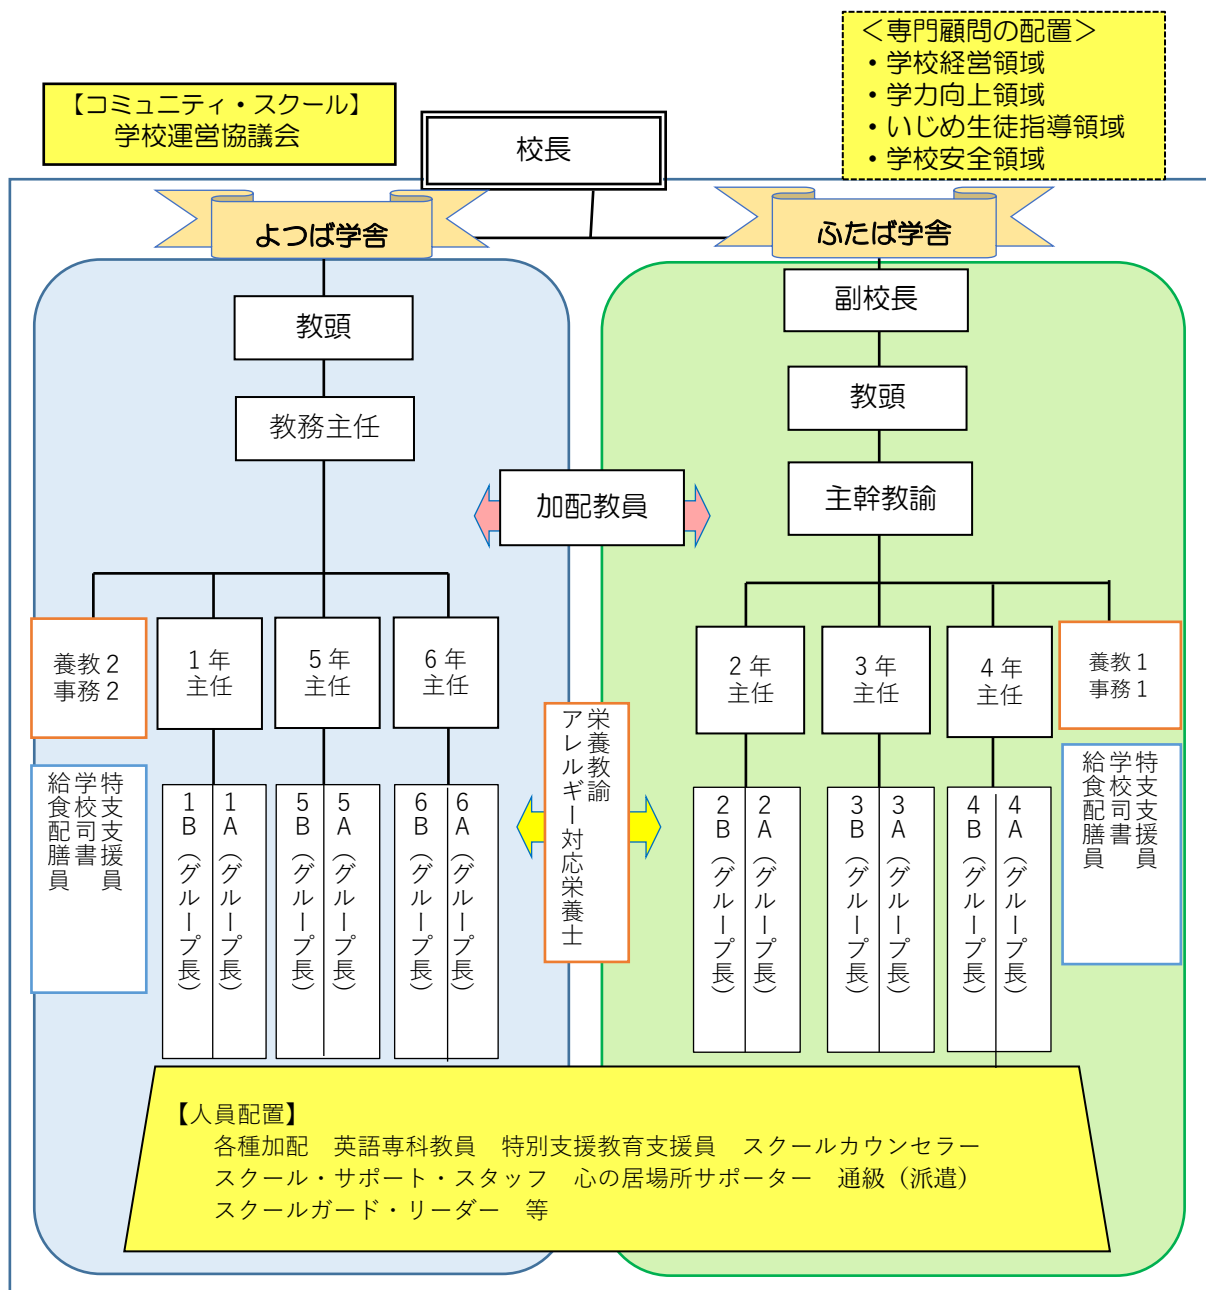 ＜専門顧問の配置＞
・学校経営領域
・学力向上領域
・いじめ生徒指導領域
・学校安全領域
【コミュニティ・スクール】
学校運営協議会
校長
よつば学舎
ふたば学舎
教頭
教務主任
副校長
教頭
主幹教諭
加配教員
養教２
事務２
１年
主任
５年
主任
６年
主任
２年
主任
３年
主任
４年
主任
養教１
事務１
特支支援員
学校司書
給食配膳員
１A（グループ長）
１B（グループ長）
５A（グループ長）
５B（グループ長）
６A（グループ長）
６B（グループ長）
栄養教諭
アレルギー対応栄養士
２A（グループ長）
２B（グループ長）
３A（グループ長）
３B（グループ長）
４A（グループ長）
４B（グループ長）
特支支援員
学校司書
給食配膳員
【人員配置】
各種加配　英語専科教員　特別支援教育支援員　スクールカウンセラー
スクール・サポート・スタッフ　心の居場所サポーター　通級（派遣）
スクールガード・リーダー　等